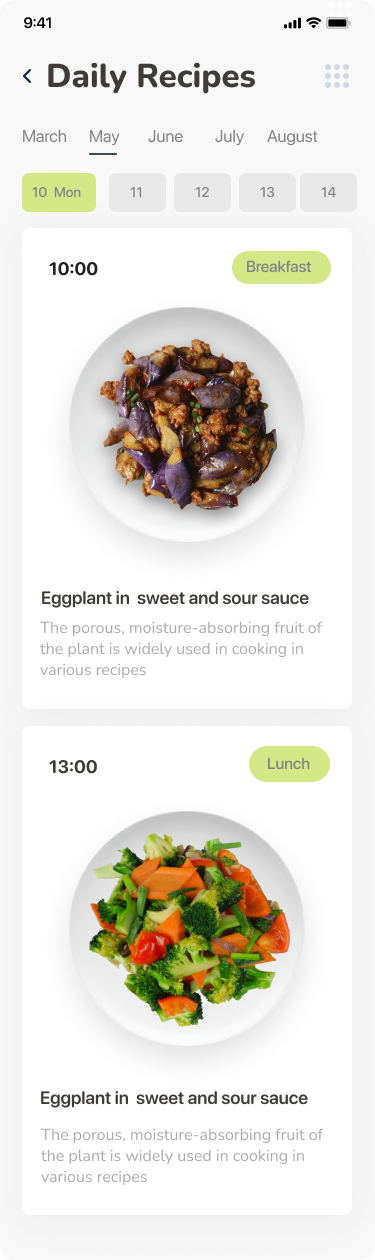 9:41
Daily Recipes
March May June July August
10 Mon 11 12 13 14
10:00 Breakfast
Eggplant in sweet and sour sauce
The porous, moisture-absorbing fruit of
the plant is widely used in cooking in
various recipes
13:00 Lunch
Eggplant in sweet and sour sauce
The porous, moisture-absorbing fruit of
the plant is widely used in cooking in
various recipes